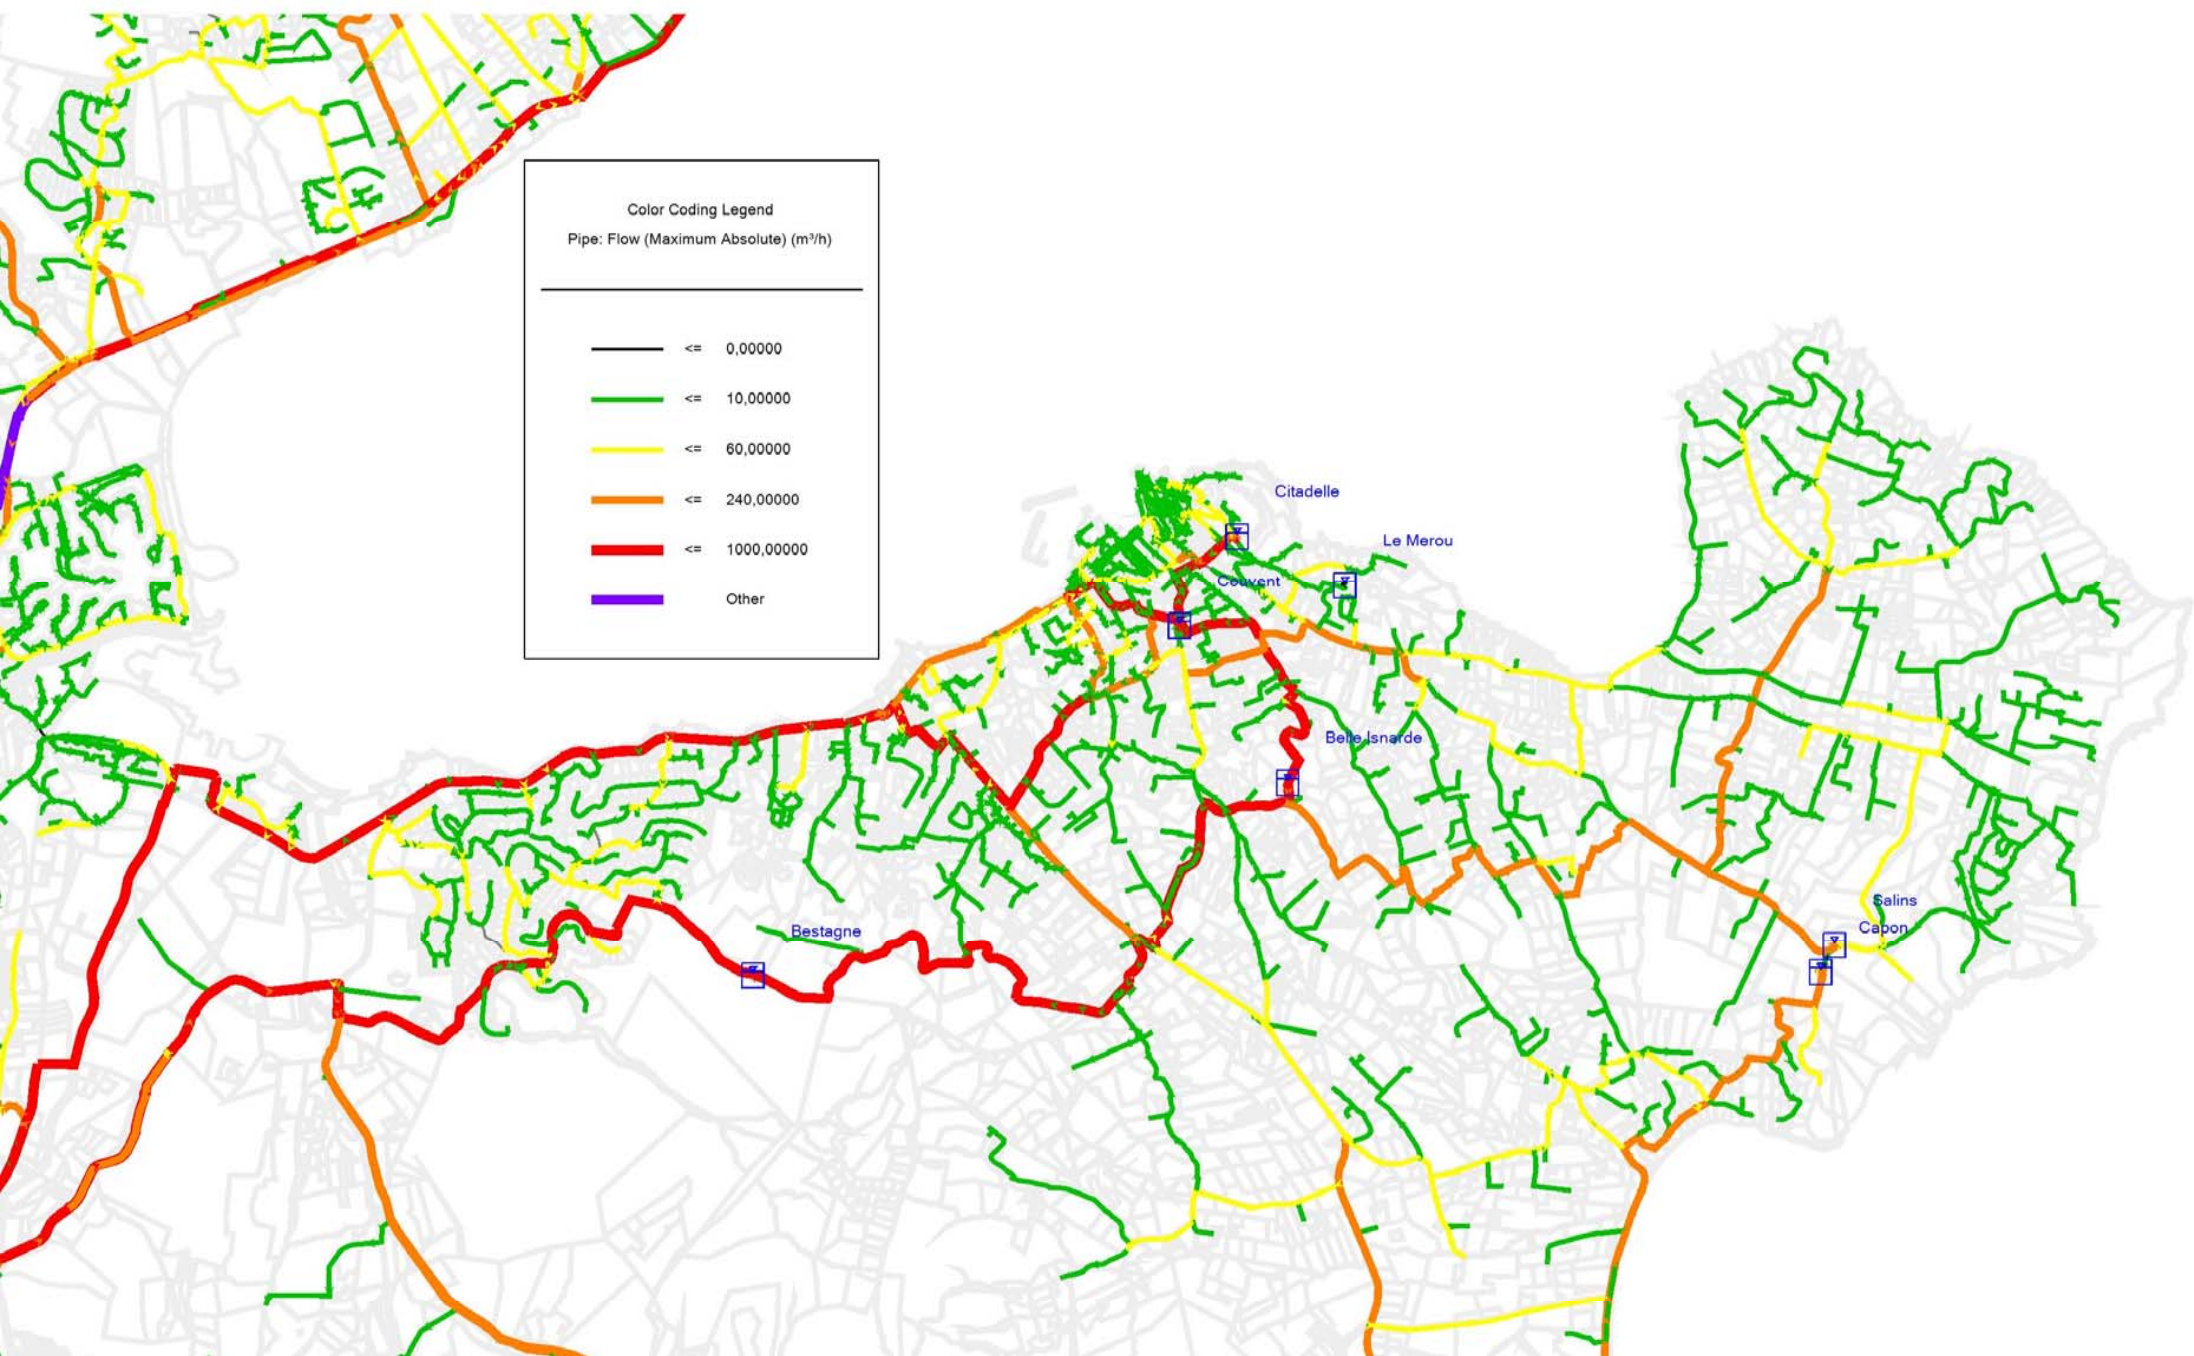 Color Coding Legend
Pipe: Flow (Maximum Absolute) (m³/h)
<= 0,00000
<= 10,00000
<= 60,00000
<= 240,00000
<= 1000,00000
Other
Citadelle
Le Merou
Couvent
Belle Isnarde
Salins
Capon
Bestagne